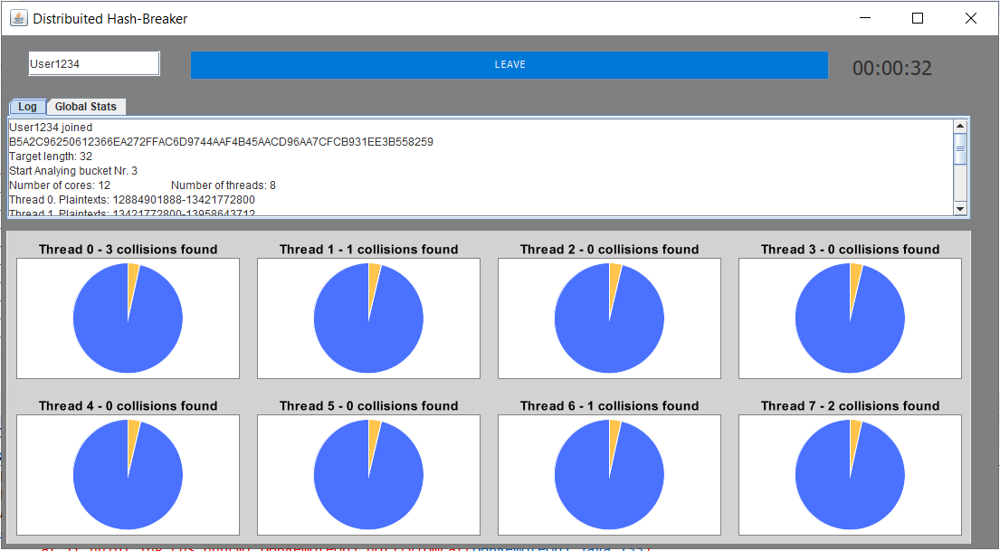 Distribuited Hash-Breaker
User1234
LEAVE
00:00:32
Log Global Stats
User1234 joined
B5A2C96250612366EA272FFAC6D9744AAF4B45AACD96AA7CFCB931EE3B558259
Target length: 32
Start Analying bucket Nr. 3
Number of cores: 12 Number of threads: 8
Thread 0. Plaintexts: 12884901888-13421772800
Thread 1. Plaintexts: 13421772800-13958643712
Thread 0 - 3 collisions found
Thread 1 - 1 collisions found
Thread 2 - 0 collisions found
Thread 3 - 0 collisions found
Thread 4 - 0 collisions found
Thread 5 - 0 collisions found
Thread 6 - 1 collisions found
Thread 7 - 2 collisions found